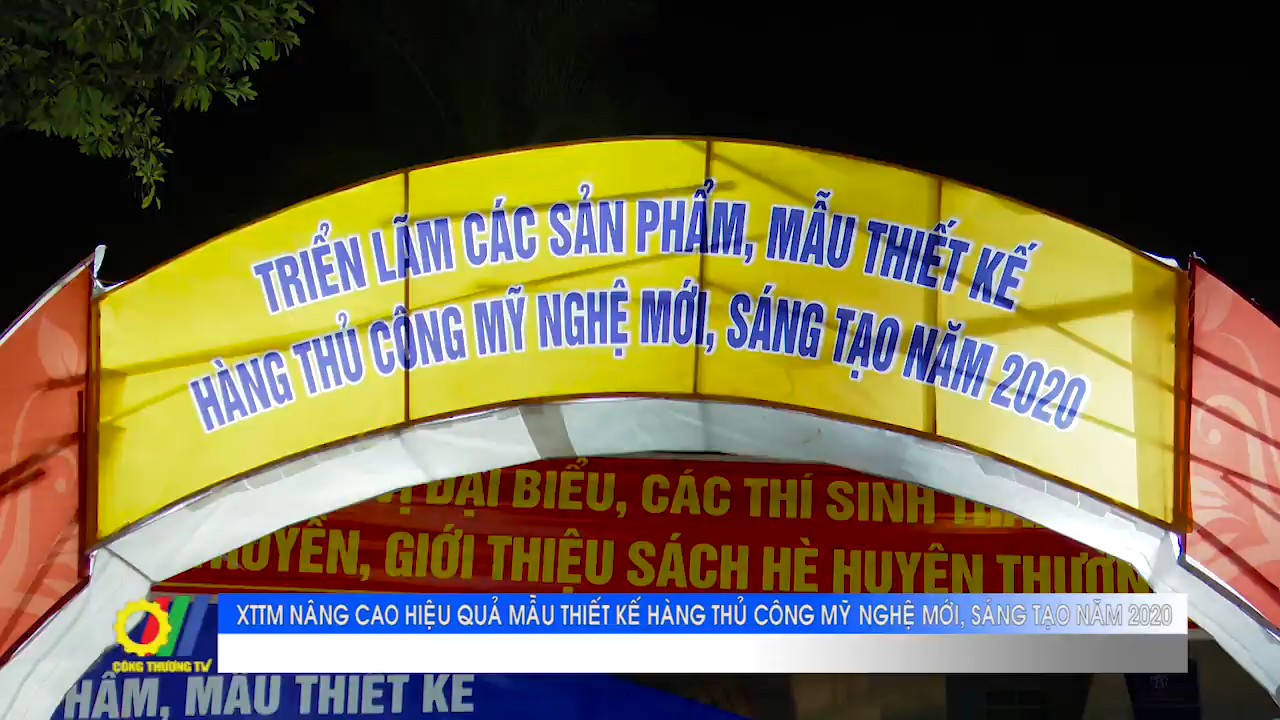 TRIỂN LÃM CÁC SẢN PHẨM, MẪU THIẾT KẾ
HÀNG THỦ CÔNG MỸ NGHỆ MỚI, SÁNG TẠO NĂM 2020
VỊ ĐẠI BIỂU, CÁC THÍ SINH
GIỚI THIỆU SÁCH HÈ HUYỆN
XTTM NÂNG CAO HIỆU QUẢ MẪU THIẾT KẾ HÀNG THỦ CÔNG MỸ NGHỆ MỚI, SÁNG TẠO NĂM 2020
CÔNG THƯƠNG TV
PHẨM, MẪU THIẾT KẾ